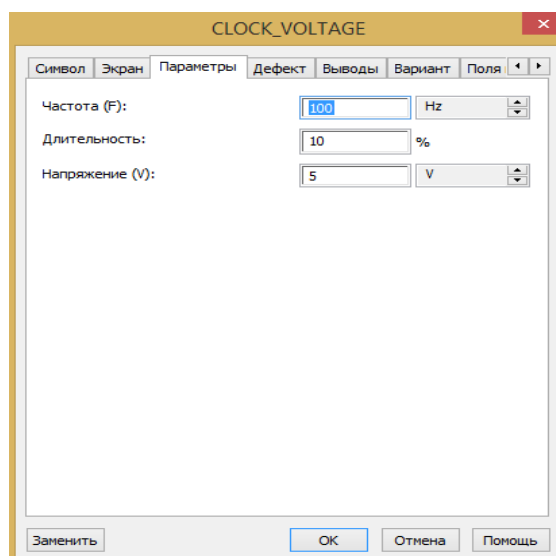 CLOCK_VOLTAGE
Символ Экран Параметры Дефект Выводы Вариант Поля
Частота (F): 100 Hz
Длительность: 10 %
Напряжение (V): 5 V
Заменить OK Отмена Помощь